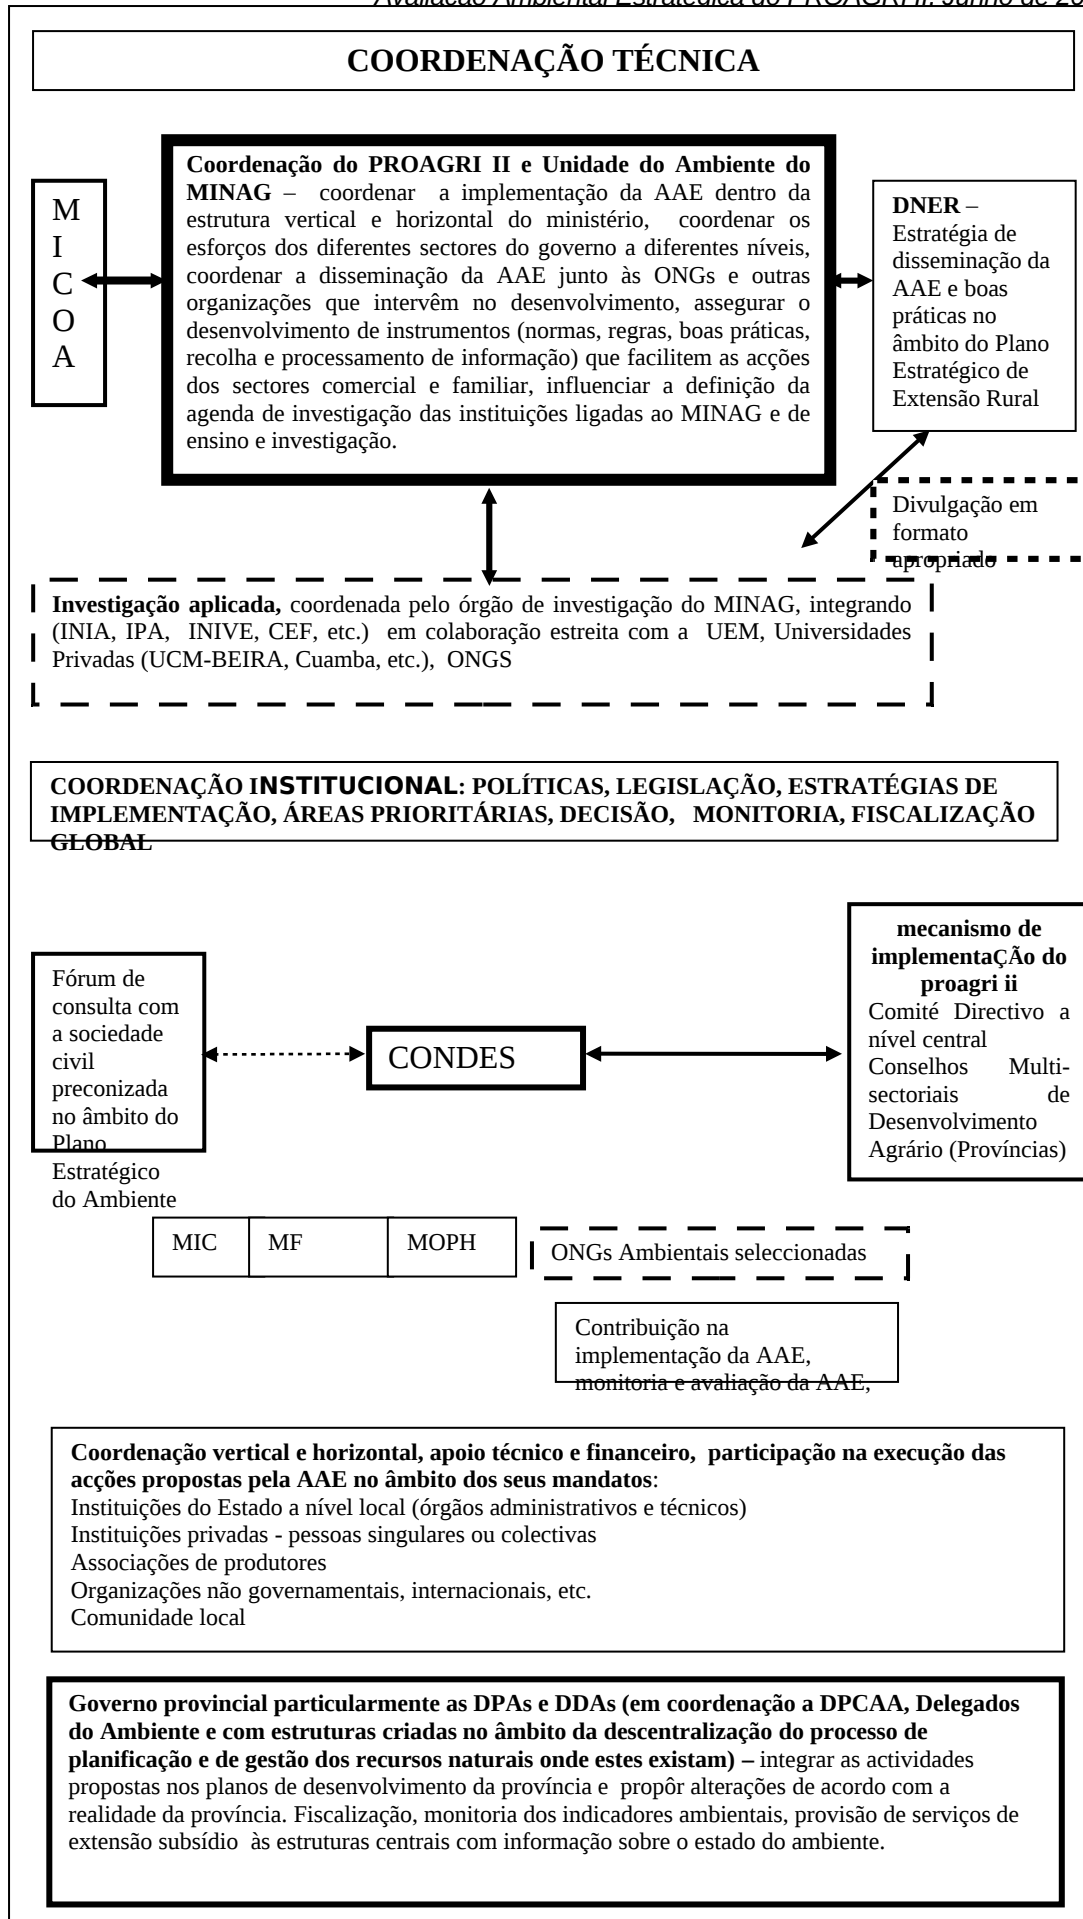 Avaliação Ambiental Estratégica do PROAGRI II. Junho de 20
COORDENAÇÃO TÉCNICA
M
I
C
O
A
Coordenação do PROAGRI II e Unidade do Ambiente do
MINAG – coordenar a implementação da AAE dentro da
estrutura vertical e horizontal do ministério, coordenar os
esforços dos diferentes sectores do governo a diferentes níveis,
coordenar a disseminação da AAE junto às ONGs e outras
organizações que intervêm no desenvolvimento, assegurar o
desenvolvimento de instrumentos (normas, regras, boas práticas,
recolha e processamento de informação) que facilitem as acções
dos sectores comercial e familiar, influenciar a definição da
agenda de investigação das instituições ligadas ao MINAG e de
ensino e investigação.
DNER –
Estratégia de
disseminação da
AAE e boas
práticas no
âmbito do Plano
Estratégico de
Extensão Rural
Divulgação em
formato
apropriado
Investigação aplicada, coordenada pelo órgão de investigação do MINAG, integrando
(INIA, IPA, INIVE, CEF, etc.) em colaboração estreita com a UEM, Universidades
Privadas (UCM-BEIRA, Cuamba, etc.), ONGS
COORDENAÇÃO INSTITUCIONAL: POLÍTICAS, LEGISLAÇÃO, ESTRATÉGIAS DE
IMPLEMENTAÇÃO, ÁREAS PRIORITÁRIAS, DECISÃO, MONITORIA, FISCALIZAÇÃO
GLOBAL
Fórum de
consulta com
a sociedade
civil
preconizada
no âmbito do
Plano
Estratégico
do Ambiente
CONDES
mecanismo de
implementaÇÃo do
proagri ii
Comité Directivo a
nível central
Conselhos Multi-
sectoriais de
Desenvolvimento
Agrário (Províncias)
MIC
MF
MOPH
ONGs Ambientais seleccionadas
Contribuição na
implementação da AAE,
monitoria e avaliação da AAE,
Coordenação vertical e horizontal, apoio técnico e financeiro, participação na execução das
acções propostas pela AAE no âmbito dos seus mandatos:
Instituições do Estado a nível local (órgãos administrativos e técnicos)
Instituições privadas - pessoas singulares ou colectivas
Associações de produtores
Organizações não governamentais, internacionais, etc.
Comunidade local
Governo provincial particularmente as DPAs e DDAs (em coordenação a DPCAA, Delegados
do Ambiente e com estruturas criadas no âmbito da descentralização do processo de
planificação e de gestão dos recursos naturais onde estes existam) – integrar as actividades
propostas nos planos de desenvolvimento da província e propôr alterações de acordo com a
realidade da província. Fiscalização, monitoria dos indicadores ambientais, provisão de serviços de
extensão subsídio às estruturas centrais com informação sobre o estado do ambiente.